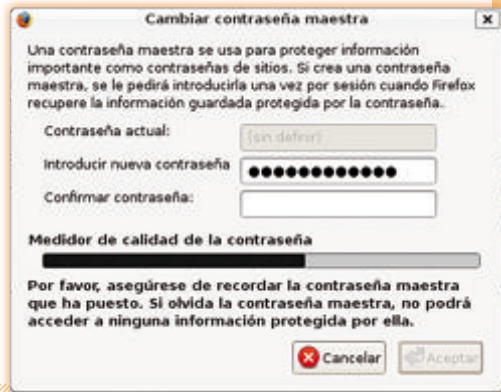 Cambiar contraseña maestra
Una contraseña maestra se usa para proteger información
importante como contraseñas de sitios. Si crea una contraseña
maestra, se le pedirá introducirla una vez por sesión cuando Firefox
recupere la información guardada protegida por la contraseña.
Contraseña actual:
(sin definir)
Introducir nueva contraseña
●●●●●●●●●●●●
Confirmar contraseña:
Medidor de calidad de la contraseña
Por favor, asegúrese de recordar la contraseña maestra
que ha puesto. Si olvida la contraseña maestra, no podrá
acceder a ninguna información protegida por ella.
Cancelar
Aceptar